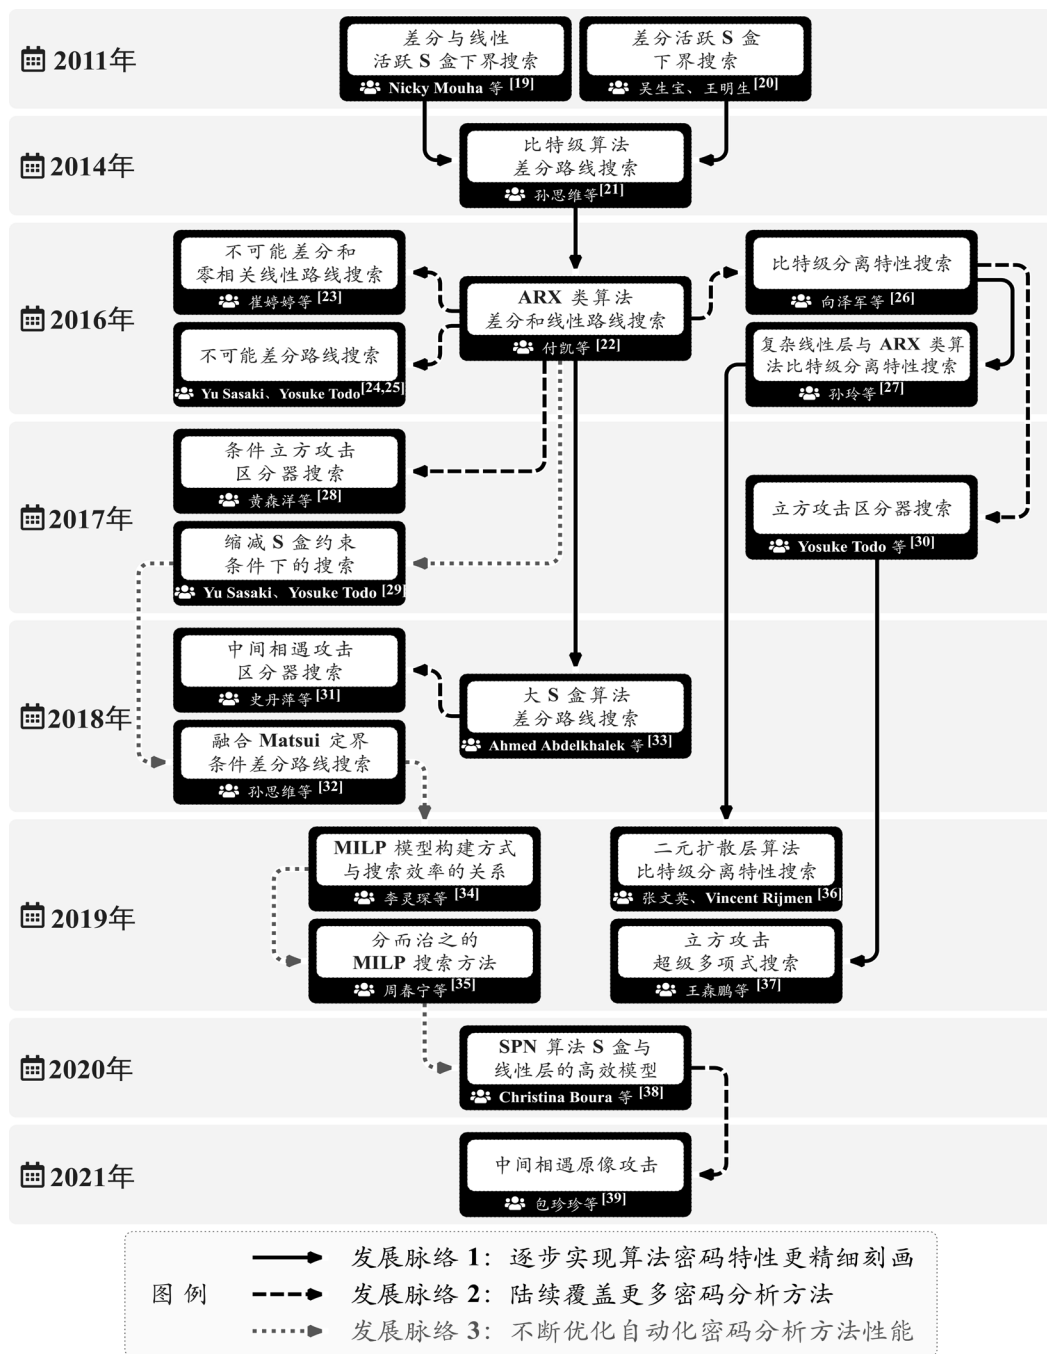 2011年
差分与线性
活跃 S 盒下界搜索
Nicky Mouha 等 [19]
差分活跃 S 盒
下界搜索
吴生宝、王明生 [20]
2014年
比特级算法
差分路线搜索
孙思维等[21]
2016年
不可能差分和
零相关线性路线搜索
崔婷婷等 [23]
不可能差分路线搜索
Yu Sasaki、Yosuke Todo[24,25]
ARX 类算法
差分和线性路线搜索
付凯等 [22]
比特级分离特性搜索
向泽军等 [26]
复杂线性层与 ARX 类算
法比特级分离特性搜索
孙玲等[27]
2017年
条件立方攻击
区分器搜索
黄森洋等 [28]
缩减 S 盒约束
条件下的搜索
Yu Sasaki、Yosuke Todo [29]
立方攻击区分器搜索
Yosuke Todo 等 [30]
2018年
中间相遇攻击
区分器搜索
史丹萍等[31]
融合 Matsui 定界
条件差分路线搜索
孙思维等[32]
大 S 盒算法
差分路线搜索
Ahmed Abdelkhalek 等 [33]
2019年
MILP 模型构建方式
与搜索效率的关系
李灵琛等 [34]
分而治之的
MILP 搜索方法
周春宁等[35]
二元扩散层算法
比特级分离特性搜索
张文英、Vincent Rijmen [36]
立方攻击
超级多项式搜索
王森鹏等 [37]
2020年
SPN 算法 S 盒与
线性层的高效模型
Christina Boura 等 [38]
2021年
中间相遇原像攻击
包珍珍等[39]
图 例
发展脉络 1：逐步实现算法密码特性更精细刻画
发展脉络 2：陆续覆盖更多密码分析方法
发展脉络 3：不断优化自动化密码分析方法性能